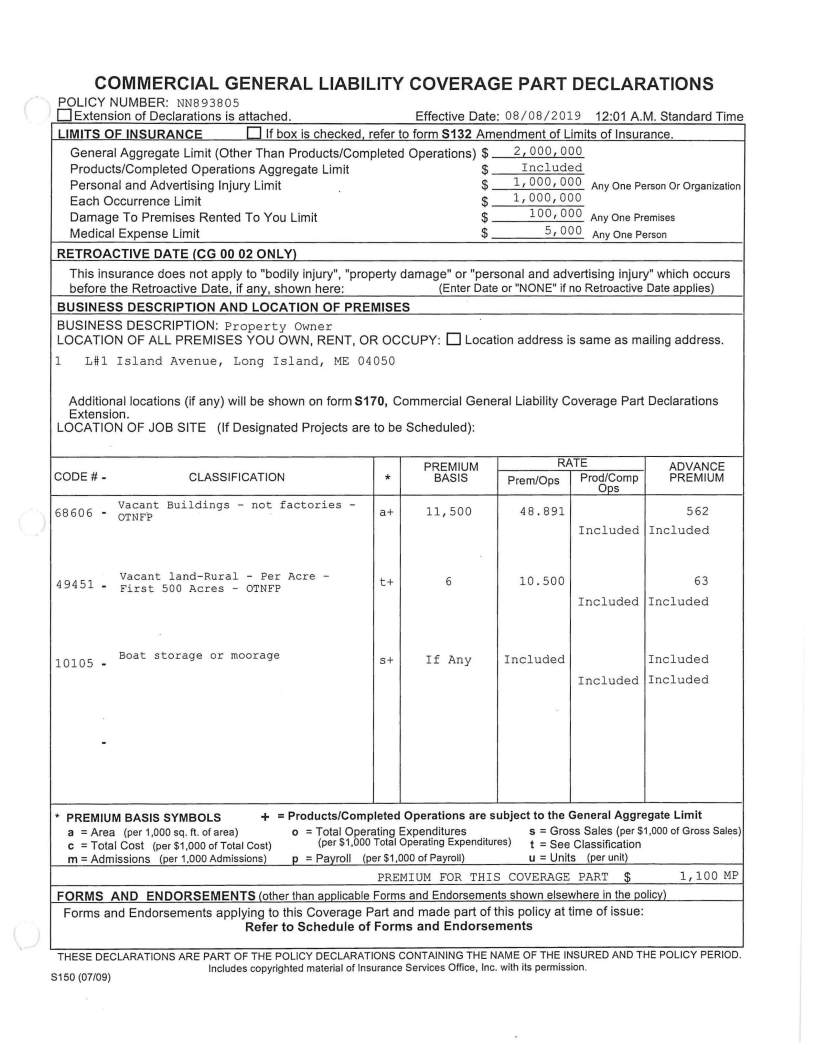 COMMERCIAL GENERAL LIABILITY COVERAGE PART DECLARATIONS
POLICY NUMBER: NN893805
☐ Extension of Declarations is attached. Effective Date: 08/08/2019 12:01 A.M. Standard Time
LIMITS OF INSURANCE ☐ If box is checked, refer to form S132 Amendment of Limits of Insurance.
General Aggregate Limit (Other Than Products/Completed Operations) $ 2,000,000
Products/Completed Operations Aggregate Limit $ Included
Personal and Advertising Injury Limit $ 1,000,000 Any One Person Or Organization
Each Occurrence Limit $ 1,000,000
Damage To Premises Rented To You Limit $ 100,000 Any One Premises
Medical Expense Limit $ 5,000 Any One Person
RETROACTIVE DATE (CG 00 02 ONLY)
This insurance does not apply to "bodily injury", "property damage" or "personal and advertising injury" which occurs
before the Retroactive Date, if any, shown here: (Enter Date or "NONE" if no Retroactive Date applies)
BUSINESS DESCRIPTION AND LOCATION OF PREMISES
BUSINESS DESCRIPTION: Property Owner
LOCATION OF ALL PREMISES YOU OWN, RENT, OR OCCUPY: ☐ Location address is same as mailing address.
1 L#1 Island Avenue, Long Island, ME 04050
Additional locations (if any) will be shown on form S170, Commercial General Liability Coverage Part Declarations
Extension.
LOCATION OF JOB SITE (If Designated Projects are to be Scheduled):
CODE # - CLASSIFICATION * PREMIUM BASIS RATE Prem/Ops Prod/Comp Ops ADVANCE PREMIUM
68606 - Vacant Buildings - not factories - a+ 11,500 48.891 562
OTNFP
Included Included
49451 - Vacant land-Rural - Per Acre - t+ 6 10.500 63
First 500 Acres - OTNFP
Included Included
10105 - Boat storage or moorage s+ If Any Included Included
Included Included
-
* PREMIUM BASIS SYMBOLS + = Products/Completed Operations are subject to the General Aggregate Limit
a = Area (per 1,000 sq. ft. of area) o = Total Operating Expenditures s = Gross Sales (per $1,000 of Gross Sales)
c = Total Cost (per $1,000 of Total Cost) (per $1,000 Total Operating Expenditures) t = See Classification
m = Admissions (per 1,000 Admissions) p = Payroll (per $1,000 of Payroll) u = Units (per unit)
PREMIUM FOR THIS COVERAGE PART $ 1,100 MP
FORMS AND ENDORSEMENTS (other than applicable Forms and Endorsements shown elsewhere in the policy)
Forms and Endorsements applying to this Coverage Part and made part of this policy at time of issue:
Refer to Schedule of Forms and Endorsements
THESE DECLARATIONS ARE PART OF THE POLICY DECLARATIONS CONTAINING THE NAME OF THE INSURED AND THE POLICY PERIOD.
Includes copyrighted material of Insurance Services Office, Inc. with its permission.
S150 (07/09)